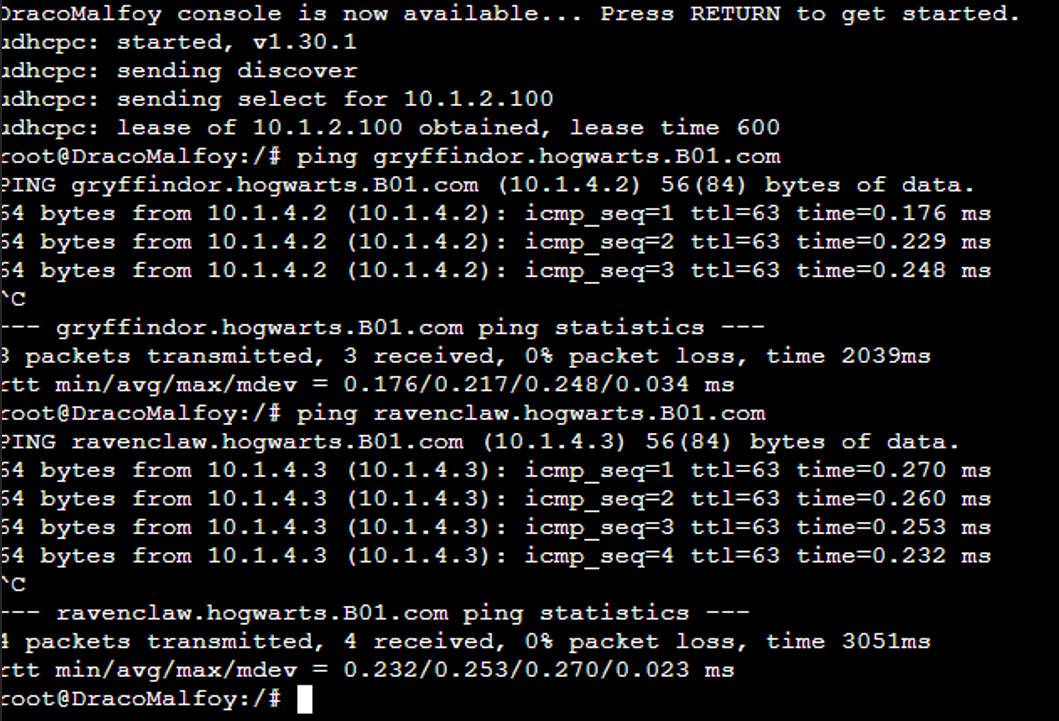 DracoMalfoy console is now available... Press RETURN to get started.
udhcpc: started, v1.30.1
udhcpc: sending discover
udhcpc: sending select for 10.1.2.100
udhcpc: lease of 10.1.2.100 obtained, lease time 600
root@DracoMalfoy:/# ping gryffindor.hogwarts.B01.com
PING gryffindor.hogwarts.B01.com (10.1.4.2) 56(84) bytes of data.
64 bytes from 10.1.4.2 (10.1.4.2): icmp_seq=1 ttl=63 time=0.176 ms
64 bytes from 10.1.4.2 (10.1.4.2): icmp_seq=2 ttl=63 time=0.229 ms
64 bytes from 10.1.4.2 (10.1.4.2): icmp_seq=3 ttl=63 time=0.248 ms
^C
--- gryffindor.hogwarts.B01.com ping statistics ---
3 packets transmitted, 3 received, 0% packet loss, time 2039ms
rtt min/avg/max/mdev = 0.176/0.217/0.248/0.034 ms
root@DracoMalfoy:/# ping ravenclaw.hogwarts.B01.com
PING ravenclaw.hogwarts.B01.com (10.1.4.3) 56(84) bytes of data.
64 bytes from 10.1.4.3 (10.1.4.3): icmp_seq=1 ttl=63 time=0.270 ms
64 bytes from 10.1.4.3 (10.1.4.3): icmp_seq=2 ttl=63 time=0.260 ms
64 bytes from 10.1.4.3 (10.1.4.3): icmp_seq=3 ttl=63 time=0.253 ms
64 bytes from 10.1.4.3 (10.1.4.3): icmp_seq=4 ttl=63 time=0.232 ms
^C
--- ravenclaw.hogwarts.B01.com ping statistics ---
4 packets transmitted, 4 received, 0% packet loss, time 3051ms
rtt min/avg/max/mdev = 0.232/0.253/0.270/0.023 ms
root@DracoMalfoy:/#